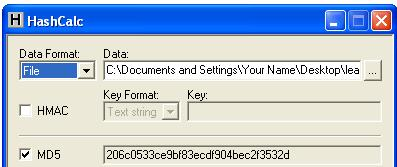 H HashCalc
Data Format: Data:
File C:\Documents and Settings\Your Name\Desktop\lea ...
HMAC Key Format: Key:
Text string
MD5 206c0533ce9bf83ecdf904bec2f3532d